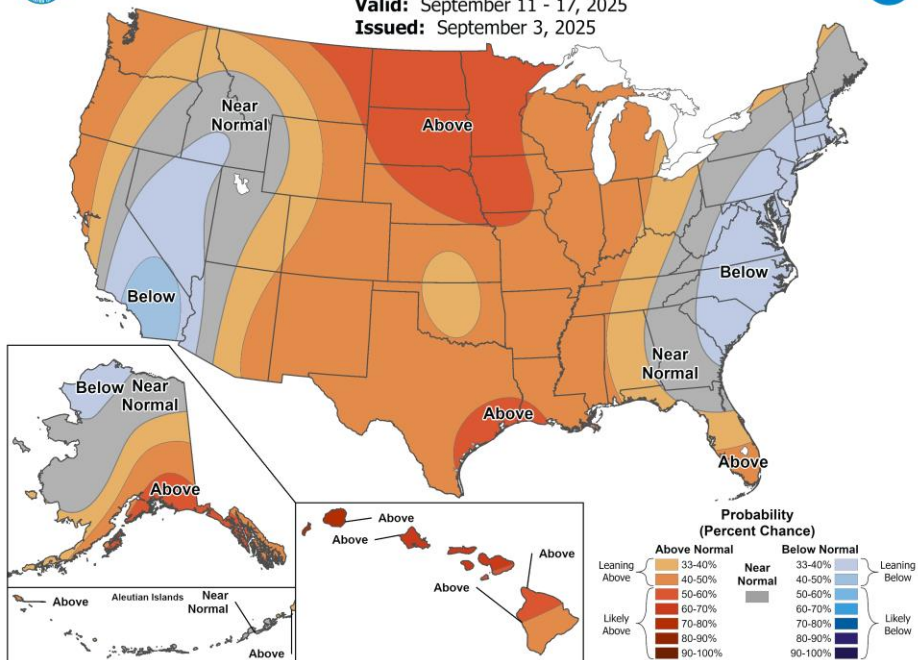 Valid: September 11 - 17, 2025
Issued: September 3, 2025
Near
Normal
Above
Below
Below
Near
Normal
Above
Above
Below
Near
Normal
Above
Above
Aleutian Islands
Near
Normal
Above
Above
Above
Above
Above
Probability
(Percent Chance)
Above Normal
Below Normal
Leaning
Above
33-40%
40-50%
Near
Normal
33-40%
40-50%
Leaning
Below
Likely
Above
50-60%
60-70%
70-80%
80-90%
90-100%
50-60%
60-70%
70-80%
80-90%
90-100%
Likely
Below